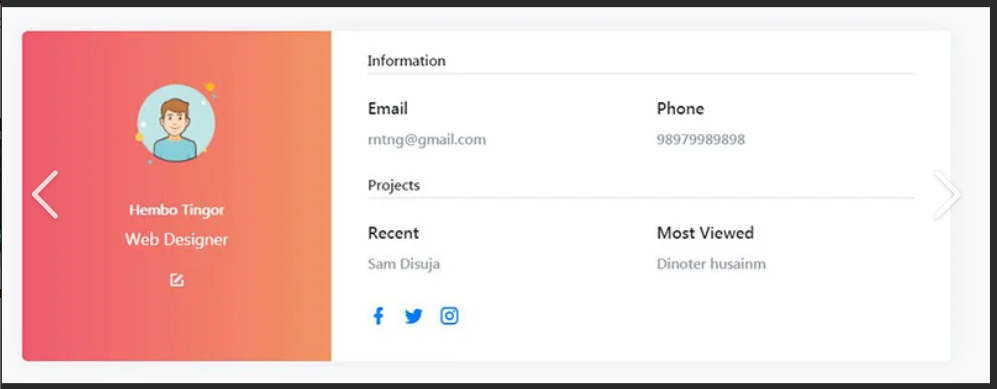 Hembo Tingor
Web Designer
Information
Email
Phone
rntng@gmail.com
98979989898
Projects
Recent
Most Viewed
Sam Disuja
Dinoter husainm